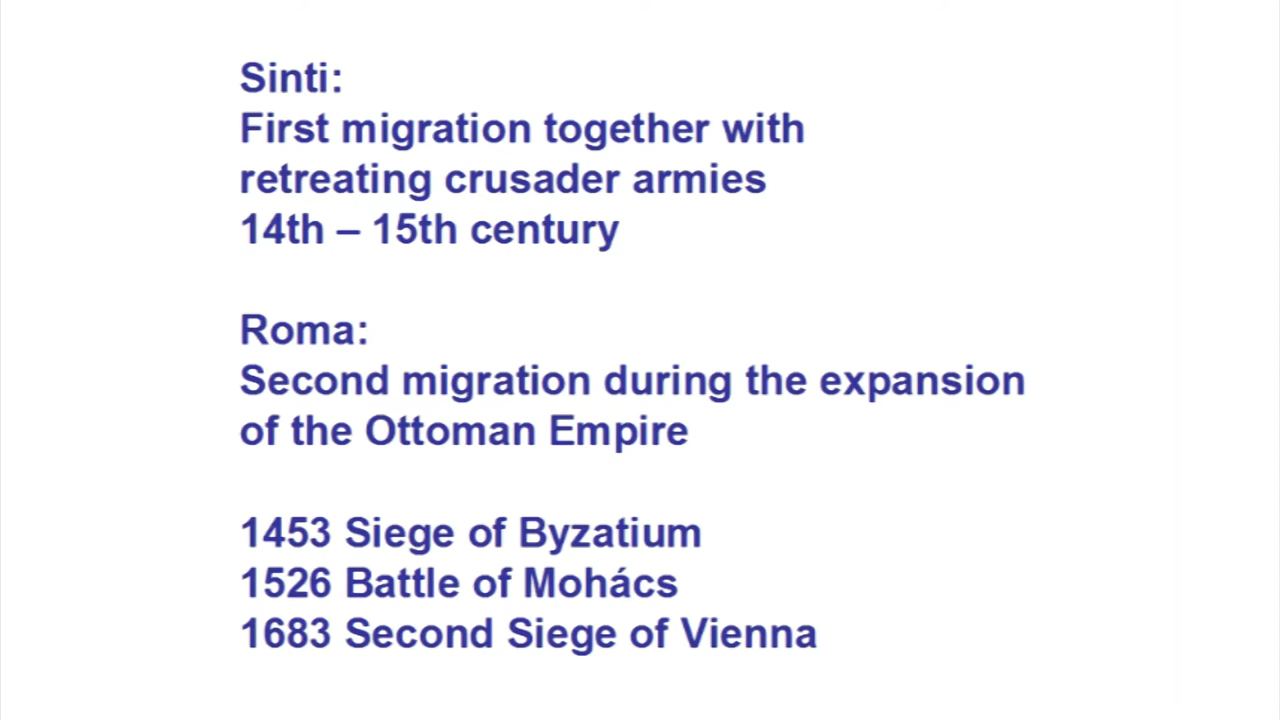 Sinti:
First migration together with
retreating crusader armies
14th – 15th century
Roma:
Second migration during the expansion
of the Ottoman Empire
1453 Siege of Byzatium
1526 Battle of Mohács
1683 Second Siege of Vienna